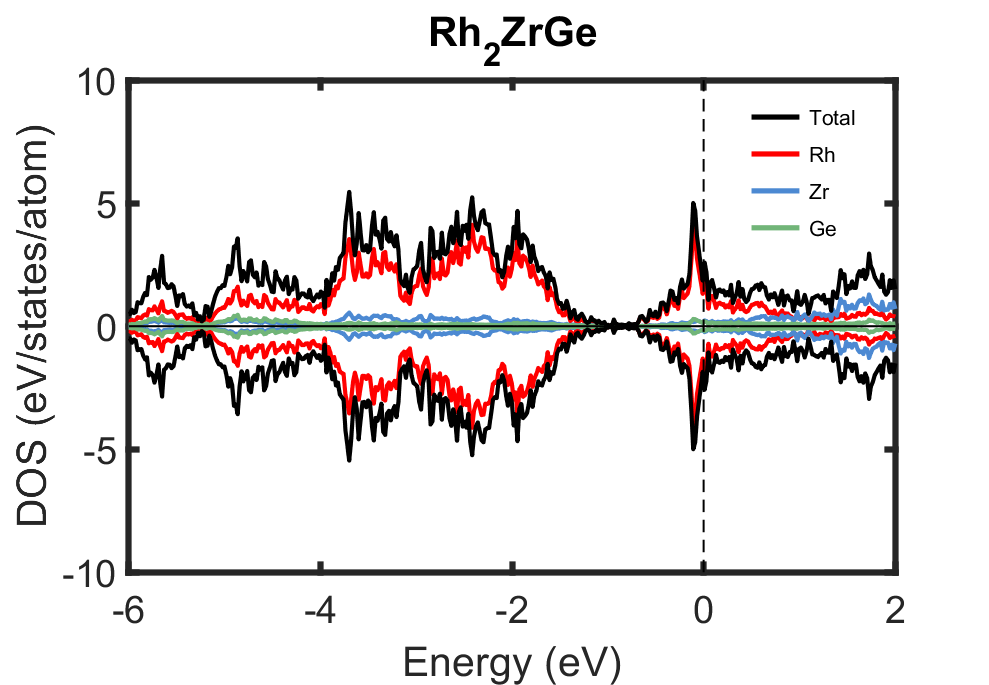 Rh2ZrGe
10
5
0
-5
-10
DOS (eV/states/atom)
Total
Rh
Zr
Ge
-6 -4 -2 0 2
Energy (eV)